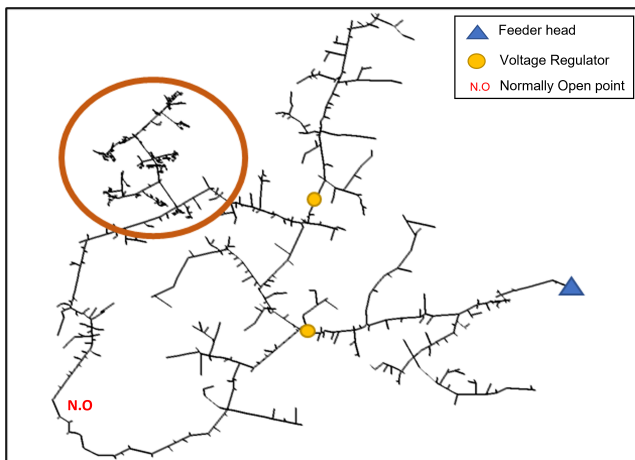 Feeder head
Voltage Regulator
N.O Normally Open point
N.O